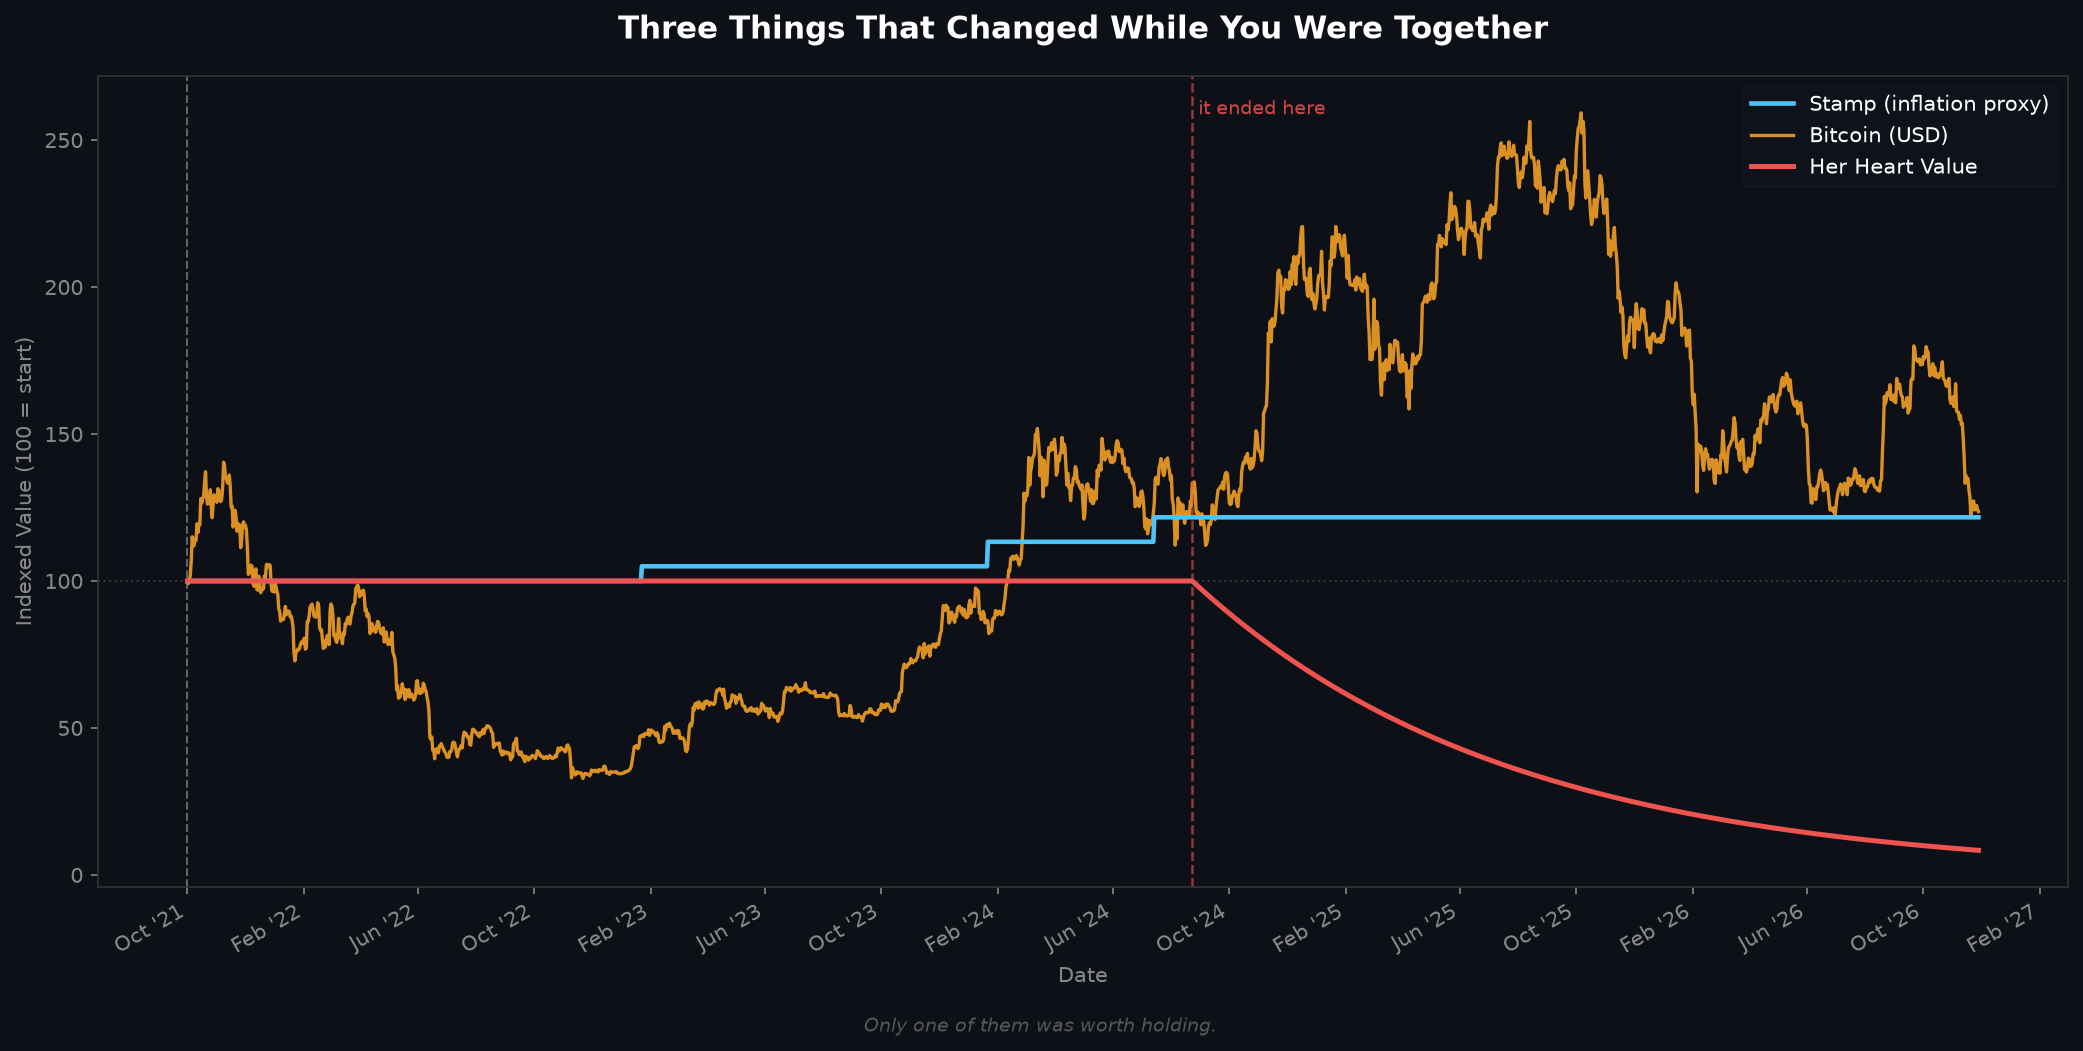 Three Things That Changed While You Were Together
it ended here
Stamp (inflation proxy)
Bitcoin (USD)
Her Heart Value
Indexed Value (100 = start)
250
200
150
100
50
0
Oct '21
Feb '22
Jun '22
Oct '22
Feb '23
Jun '23
Oct '23
Feb '24
Jun '24
Oct '24
Feb '25
Jun '25
Oct '25
Feb '26
Jun '26
Oct '26
Feb '27
Date
Only one of them was worth holding.